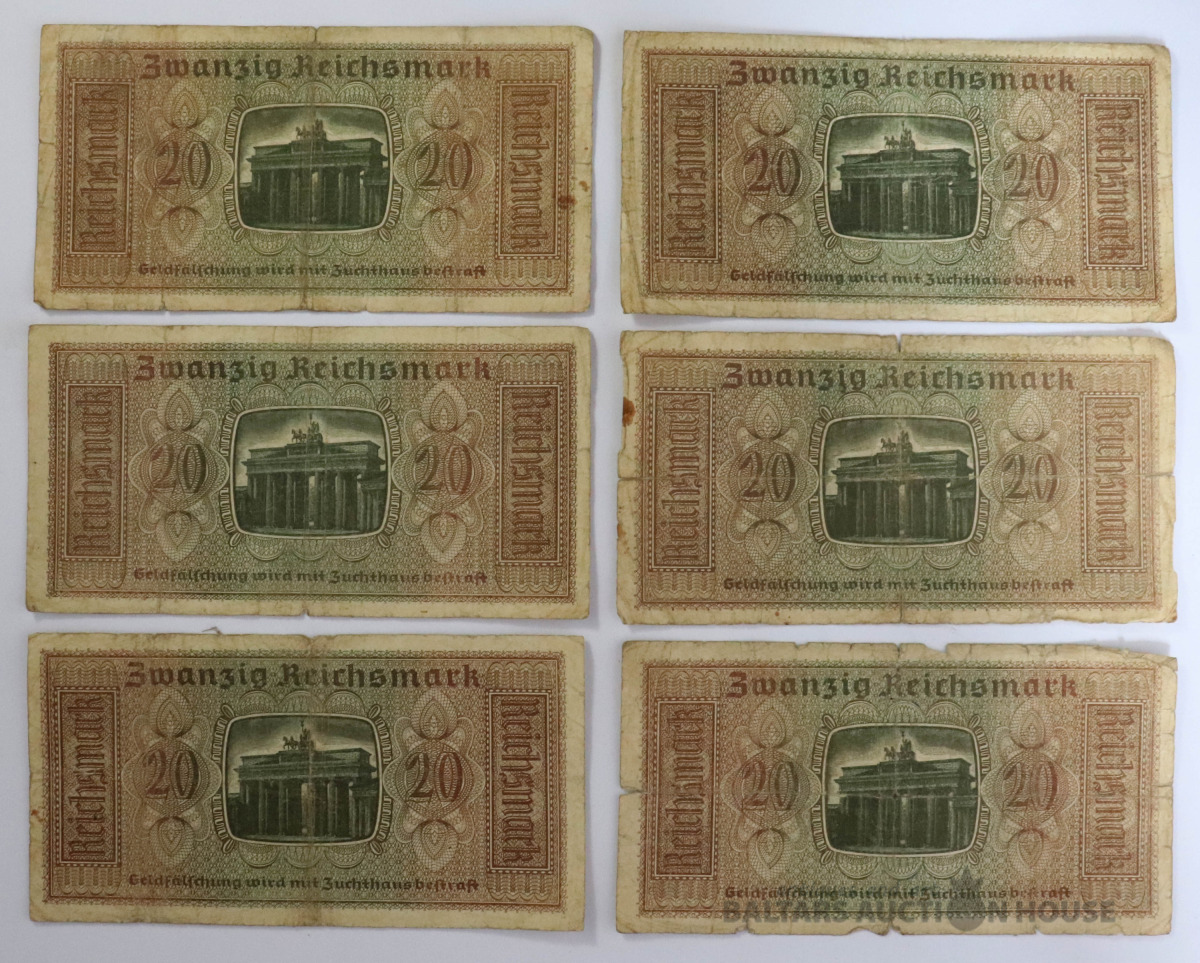 Zwanzig Reichsmark
Reichsmark
20
20
Reichsmark
Geldfälschung wird mit Zuchthaus bestraft
Zwanzig Reichsmark
Reichsmark
20
20
Reichsmark
Geldfälschung wird mit Zuchthaus bestraft
Zwanzig Reichsmark
Reichsmark
20
20
Reichsmark
Geldfälschung wird mit Zuchthaus bestraft
Zwanzig Reichsmark
Reichsmark
20
20
Reichsmark
Geldfälschung wird mit Zuchthaus bestraft
Zwanzig Reichsmark
Reichsmark
20
20
Reichsmark
Geldfälschung wird mit Zuchthaus bestraft
Zwanzig Reichsmark
Reichsmark
20
20
Reichsmark
Geldfälschung wird mit Zuchthaus bestraft
BALTARS AUCTION HOUSE